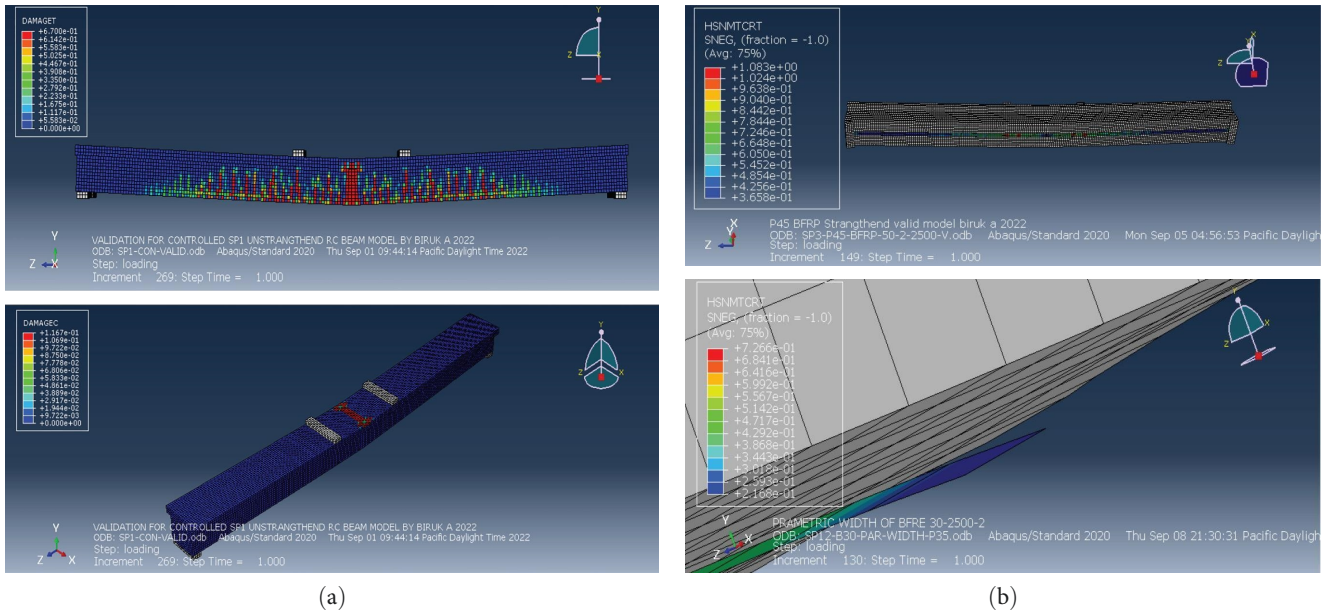 DAMAGET
+6.700e-01
+6.142e-01
+5.583e-01
+5.025e-01
+4.467e-01
+3.908e-01
+3.350e-01
+2.792e-01
+2.233e-01
+1.675e-01
+1.117e-01
+5.583e-02
+0.000e+00
Y
Z
Z
Y
Z X
VALIDATION FOR CONTROLLED SP1 UNSTRANGTHEND RC BEAM MODEL BY BIRUK A 2022
ODB: SP1-CON-VALID.odb Abaqus/Standard 2020 Thu Sep 01 09:44:14 Pacific Daylight Time 2022
Step: loading
Increment 269: Step Time = 1.000
DAMAGEC
+1.167e-01
+1.069e-01
+9.722e-02
+8.750e-02
+7.778e-02
+6.806e-02
+5.833e-02
+4.861e-02
+3.889e-02
+2.917e-02
+1.944e-02
+9.722e-03
+0.000e+00
Y
Z X
Y
Z X
VALIDATION FOR CONTROLLED SP1 UNSTRANGTHEND RC BEAM MODEL BY BIRUK A 2022
ODB: SP1-CON-VALID.odb Abaqus/Standard 2020 Thu Sep 01 09:44:14 Pacific Daylight Time 2022
Step: loading
Increment 269: Step Time = 1.000
(a)
HSNMTCRT
SNEG, (fraction = -1.0)
(Avg: 75%)
+1.083e+00
+1.024e+00
+9.638e-01
+9.040e-01
+8.442e-01
+7.844e-01
+7.246e-01
+6.648e-01
+6.050e-01
+5.452e-01
+4.854e-01
+4.256e-01
+3.658e-01
X
Z
X
Y
Z
P45 BFRP Strangthend valid model biruk a 2022
ODB: SP3-P45-BFRP-50-2-2500-V.odb Abaqus/Standard 2020 Mon Sep 05 04:56:53 Pacific Dayligh
Step: loading
Increment 149: Step Time = 1.000
HSNMTCRT
SNEG, (fraction = -1.0)
(Avg: 75%)
+7.266e-01
+6.841e-01
+6.416e-01
+5.992e-01
+5.567e-01
+5.142e-01
+4.717e-01
+4.292e-01
+3.868e-01
+3.443e-01
+3.018e-01
+2.593e-01
+2.168e-01
Y
Z X
Y
Z X
PRAMETRIC WIDTH OF BFRE 30-2500-2
ODB: SP12-B30-PAR-WIDTH-P35.odb Abaqus/Standard 2020 Thu Sep 08 21:30:31 Pacific Dayligh
Step: loading
Increment 130: Step Time = 1.000
(b)